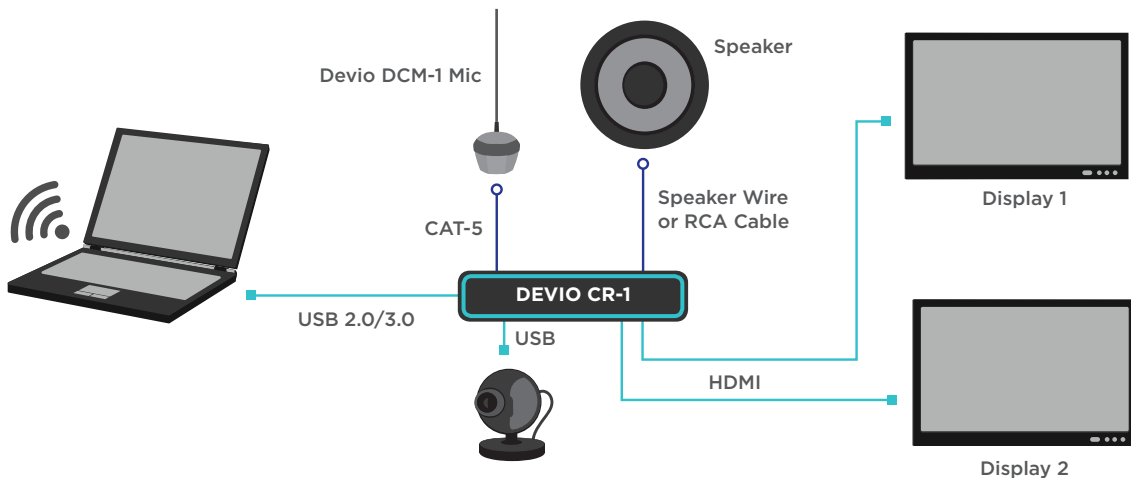 Speaker
Devio DCM-1 Mic
Display 1
Speaker Wire
or RCA Cable
CAT-5
DEVIO CR-1
USB 2.0/3.0
USB
HDMI
Display 2